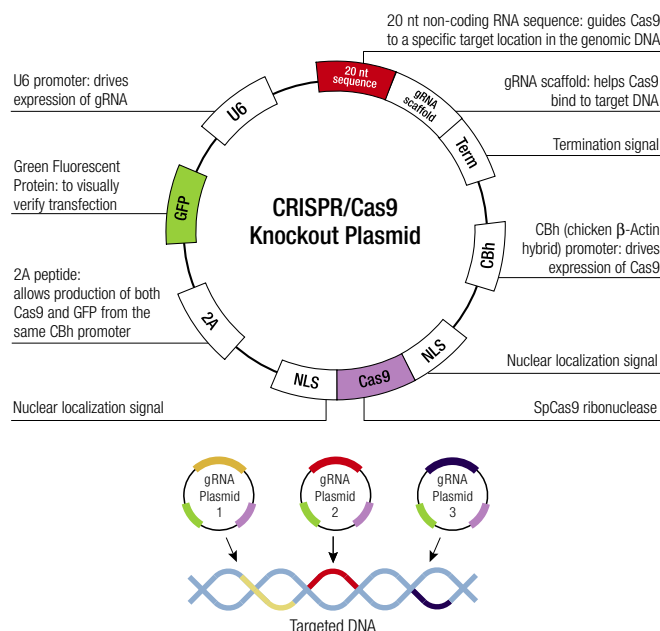 20 nt non-coding RNA sequence: guides Cas9
to a specific target location in the genomic DNA
U6 promoter: drives
expression of gRNA
20 nt
sequence
gRNA
scaffold
gRNA scaffold: helps Cas9
bind to target DNA
U6
Term
Termination signal
Green Fluorescent
Protein: to visually
verify transfection
GFP
CRISPR/Cas9
Knockout Plasmid
CBh
CBh (chicken β-Actin
hybrid) promoter: drives
expression of Cas9
2A peptide:
allows production of both
Cas9 and GFP from the
same CBh promoter
2A
NLS
Cas9
NLS
Nuclear localization signal
Nuclear localization signal
SpCas9 ribonuclease
gRNA
Plasmid
1
gRNA
Plasmid
2
gRNA
Plasmid
3
Targeted DNA